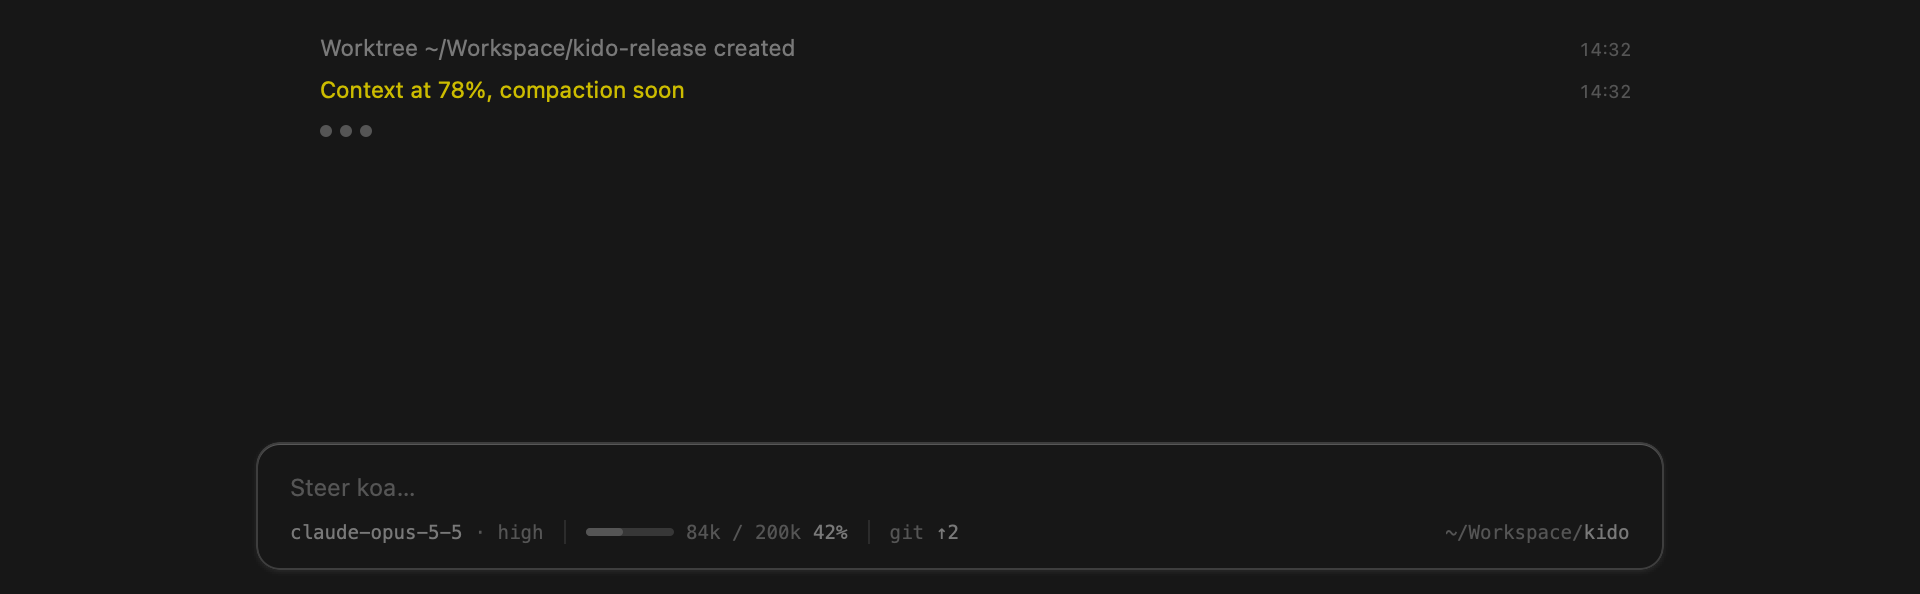 Worktree ~/Workspace/kido-release created 14:32
Context at 78%, compaction soon 14:32
Steer koa...
claude-opus-5-5 · high 84k / 200k 42% git ↑2 ~/Workspace/kido